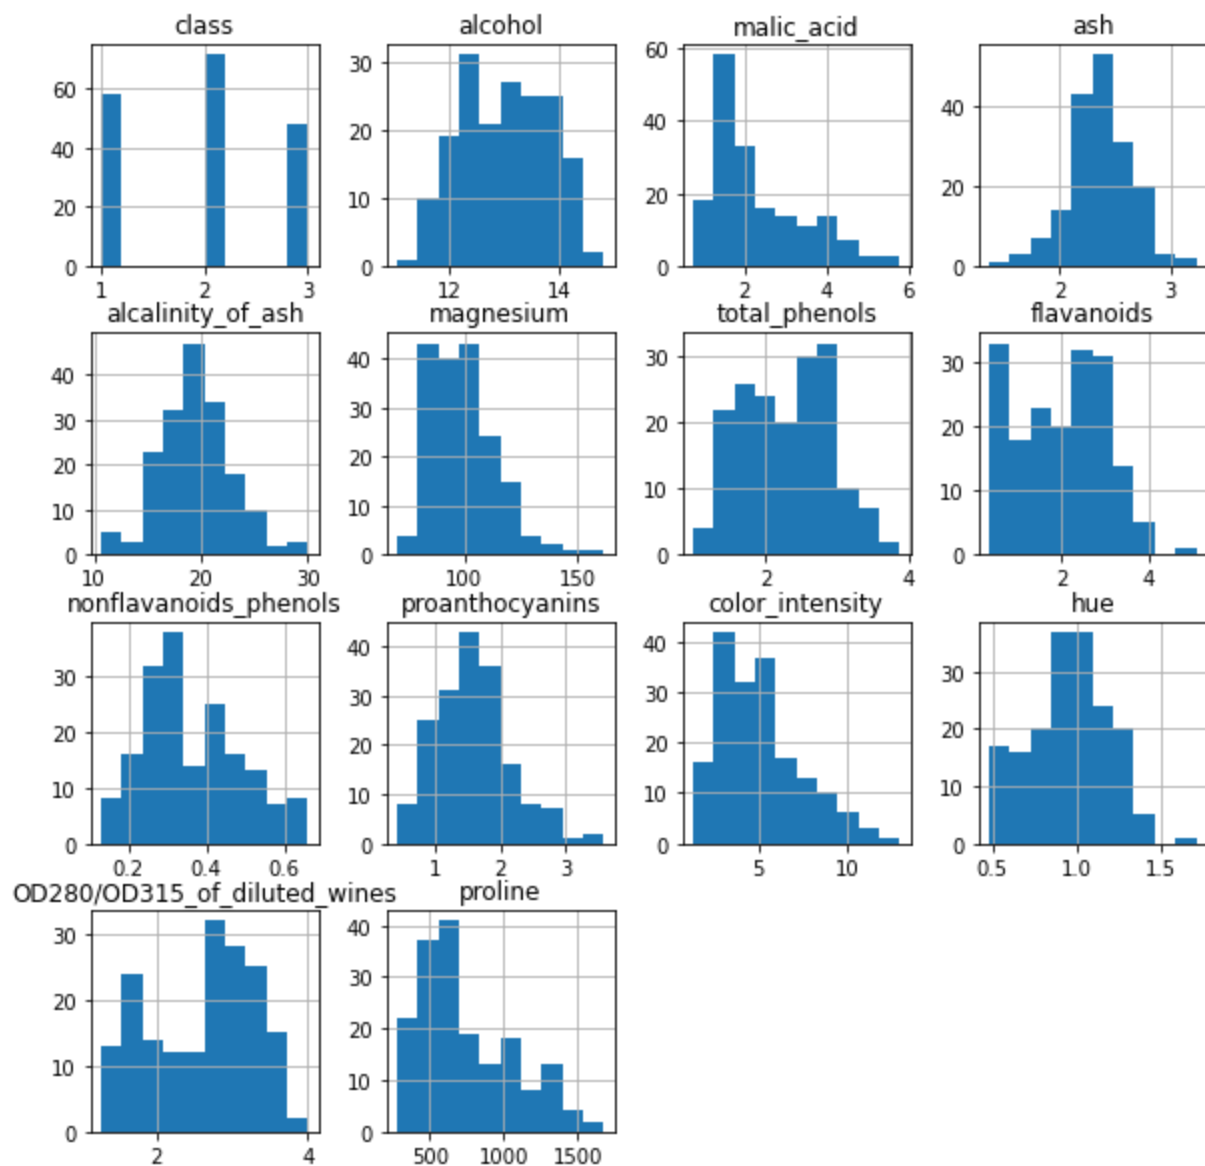 class alcohol malic_acid ash
60 40 20 0 1 2 3
30 20 10 0 12 14
60 40 20 0 2 4 6
40 20 0 2 3
alcalinity_of_ash magnesium total_phenols flavanoids
40 30 20 10 0 10 20 30
40 30 20 10 0 100 150
30 20 10 0 2 4
30 20 10 0 2 4
nonflavanoids_phenols proanthocyanins color_intensity hue
30 20 10 0 0.2 0.4 0.6
40 30 20 10 0 1 2 3
40 30 20 10 0 5 10
30 20 10 0 0.5 1.0 1.5
OD280/OD315_of_diluted_wines proline
30 20 10 0 2 4
40 30 20 10 0 500 1000 1500